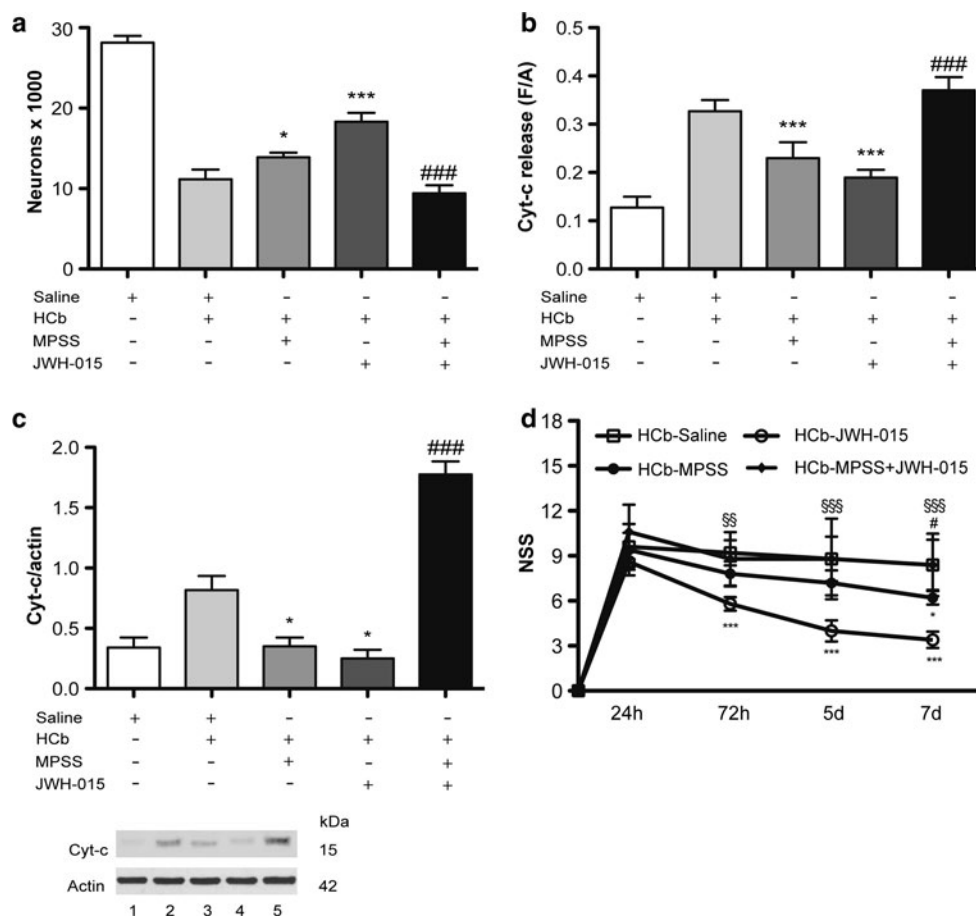 a
30
20
10
0
Neurons x 1000
*
***
###
Saline + + - - -
HCb - + + + +
MPSS - - + - +
JWH-015 - - - + +
b
0.4
0.3
0.2
0.1
0.0
Cyt-c release (F/A)
***
***
###
Saline + + - - -
HCb - + + + +
MPSS - - + - +
JWH-015 - - - + +
c
2.0
1.5
1.0
0.5
0.0
Cyt-c/actin
*
*
###
Saline + + - - -
HCb - + + + +
MPSS - - + - +
JWH-015 - - - + +
kDa
Cyt-c 15
Actin 42
1 2 3 4 5
d
18
15
12
9
6
3
0
NSS
HCb-Saline HCb-JWH-015
HCb-MPSS HCb-MPSS+JWH-015
§§ §§§ §§§
#
*
*** *** ***
24h 72h 5d 7d